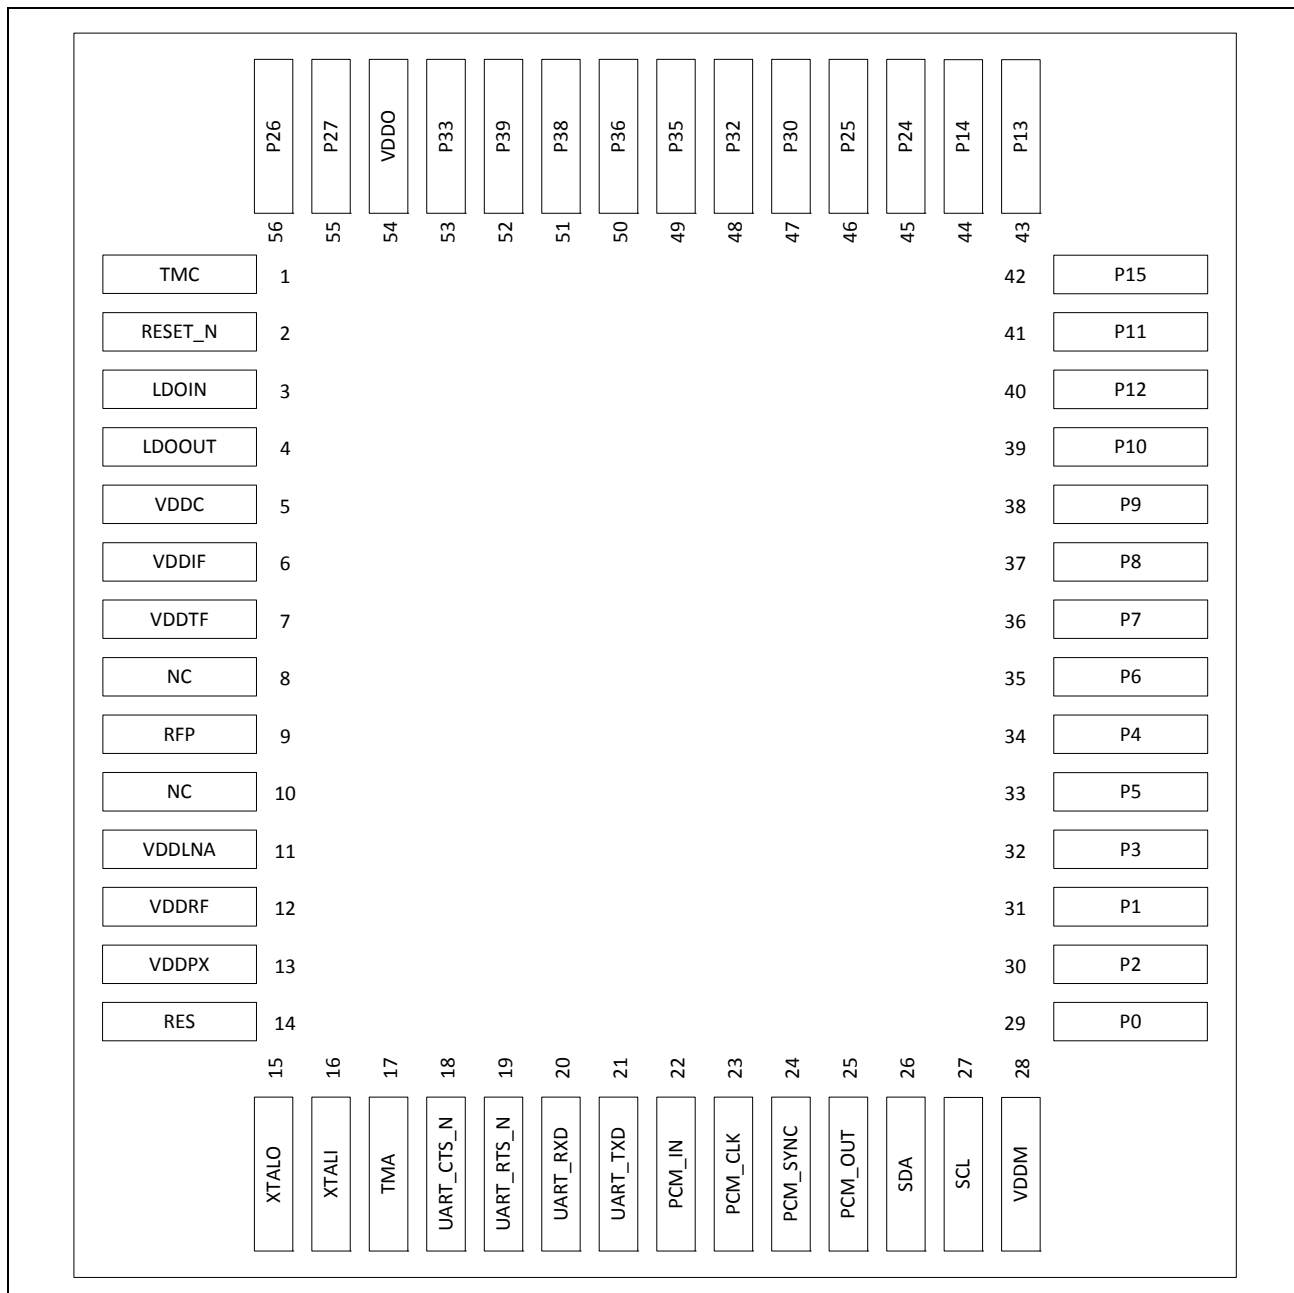 P26 P27 VDDO P33 P39 P38 P36 P35 P32 P30 P25 P24 P14 P13
56 55 54 53 52 51 50 49 48 47 46 45 44 43
TMC 1 42 P15
RESET_N 2 41 P11
LDOIN 3 40 P12
LDOOUT 4 39 P10
VDDC 5 38 P9
VDDIF 6 37 P8
VDDTF 7 36 P7
NC 8 35 P6
RFP 9 34 P4
NC 10 33 P5
VDDLNA 11 32 P3
VDDRF 12 31 P1
VDDPX 13 30 P2
RES 14 29 P0
15 16 17 18 19 20 21 22 23 24 25 26 27 28
XTALO XTALI TMA UART_CTS_N UART_RTS_N UART_RXD UART_TXD PCM_IN PCM_CLK PCM_SYNC PCM_OUT SDA SCL VDDM